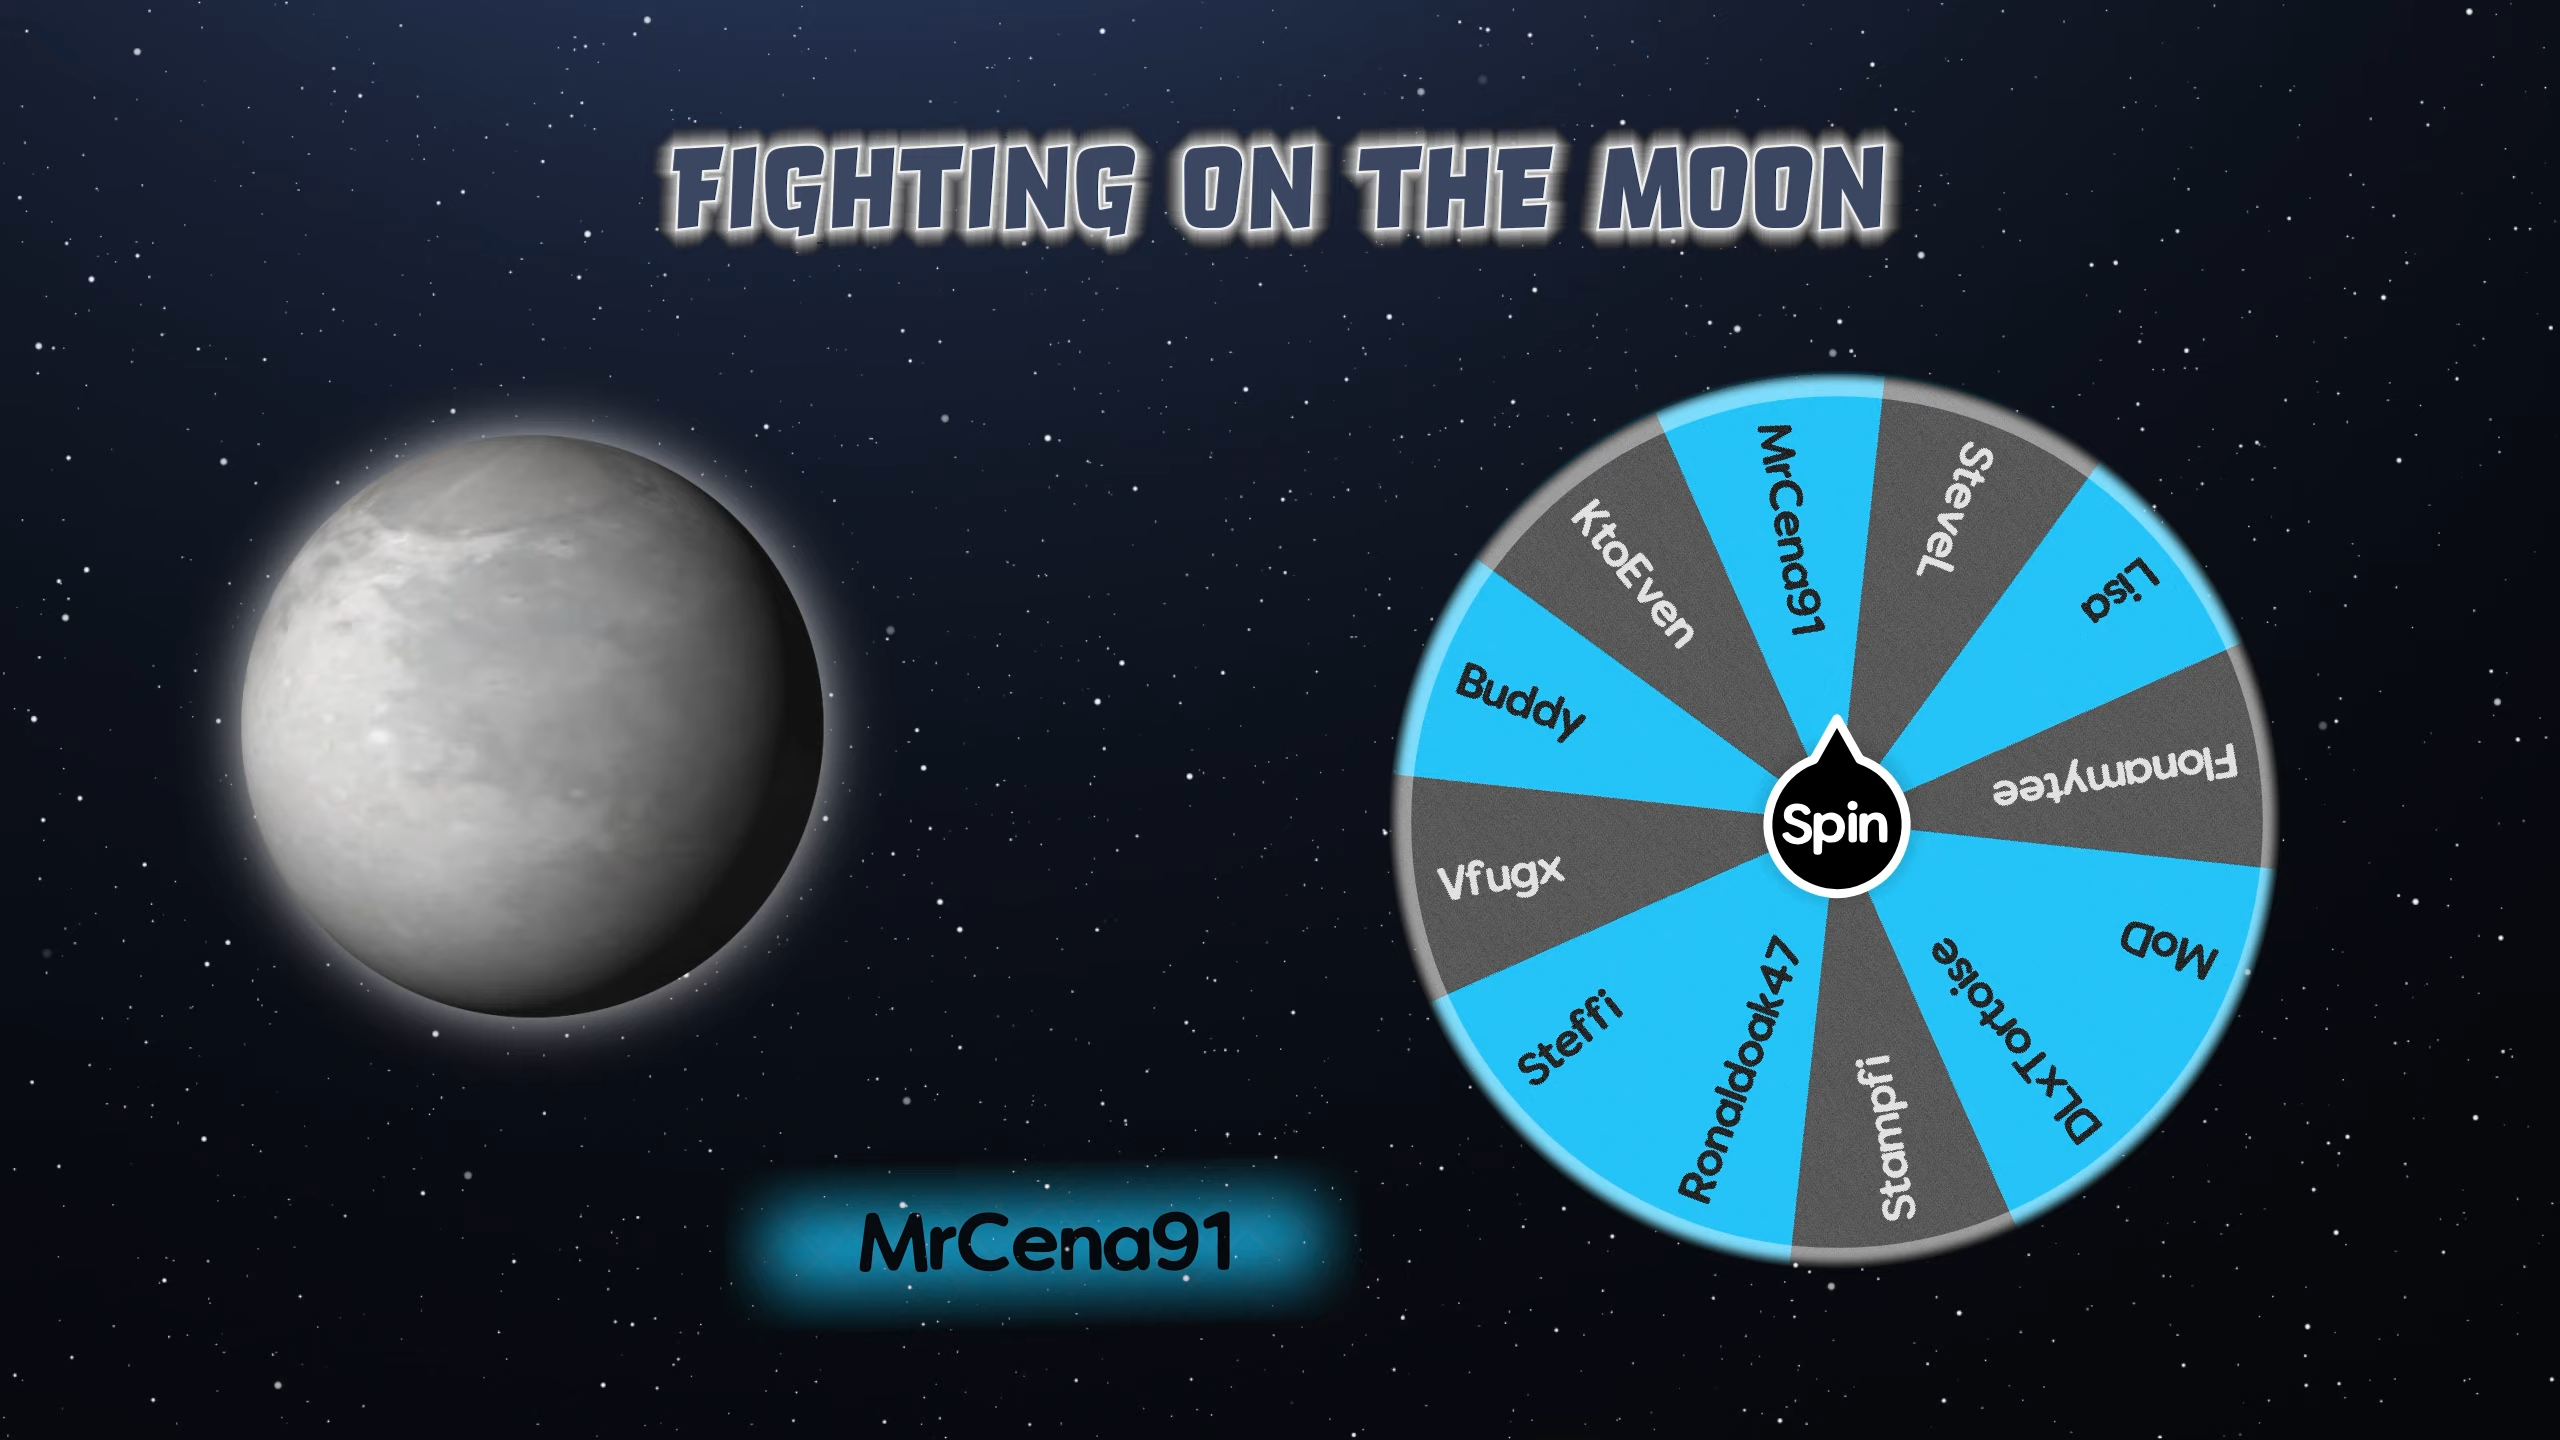 FIGHTING ON THE MOON
MrCena91
SteveL
Lisa
Flonamytee
MoD
DLxTortoise
Stampfi
Ronaldoak47
Steffi
Vfugx
Buddy
KtoEven
Spin
MrCena91